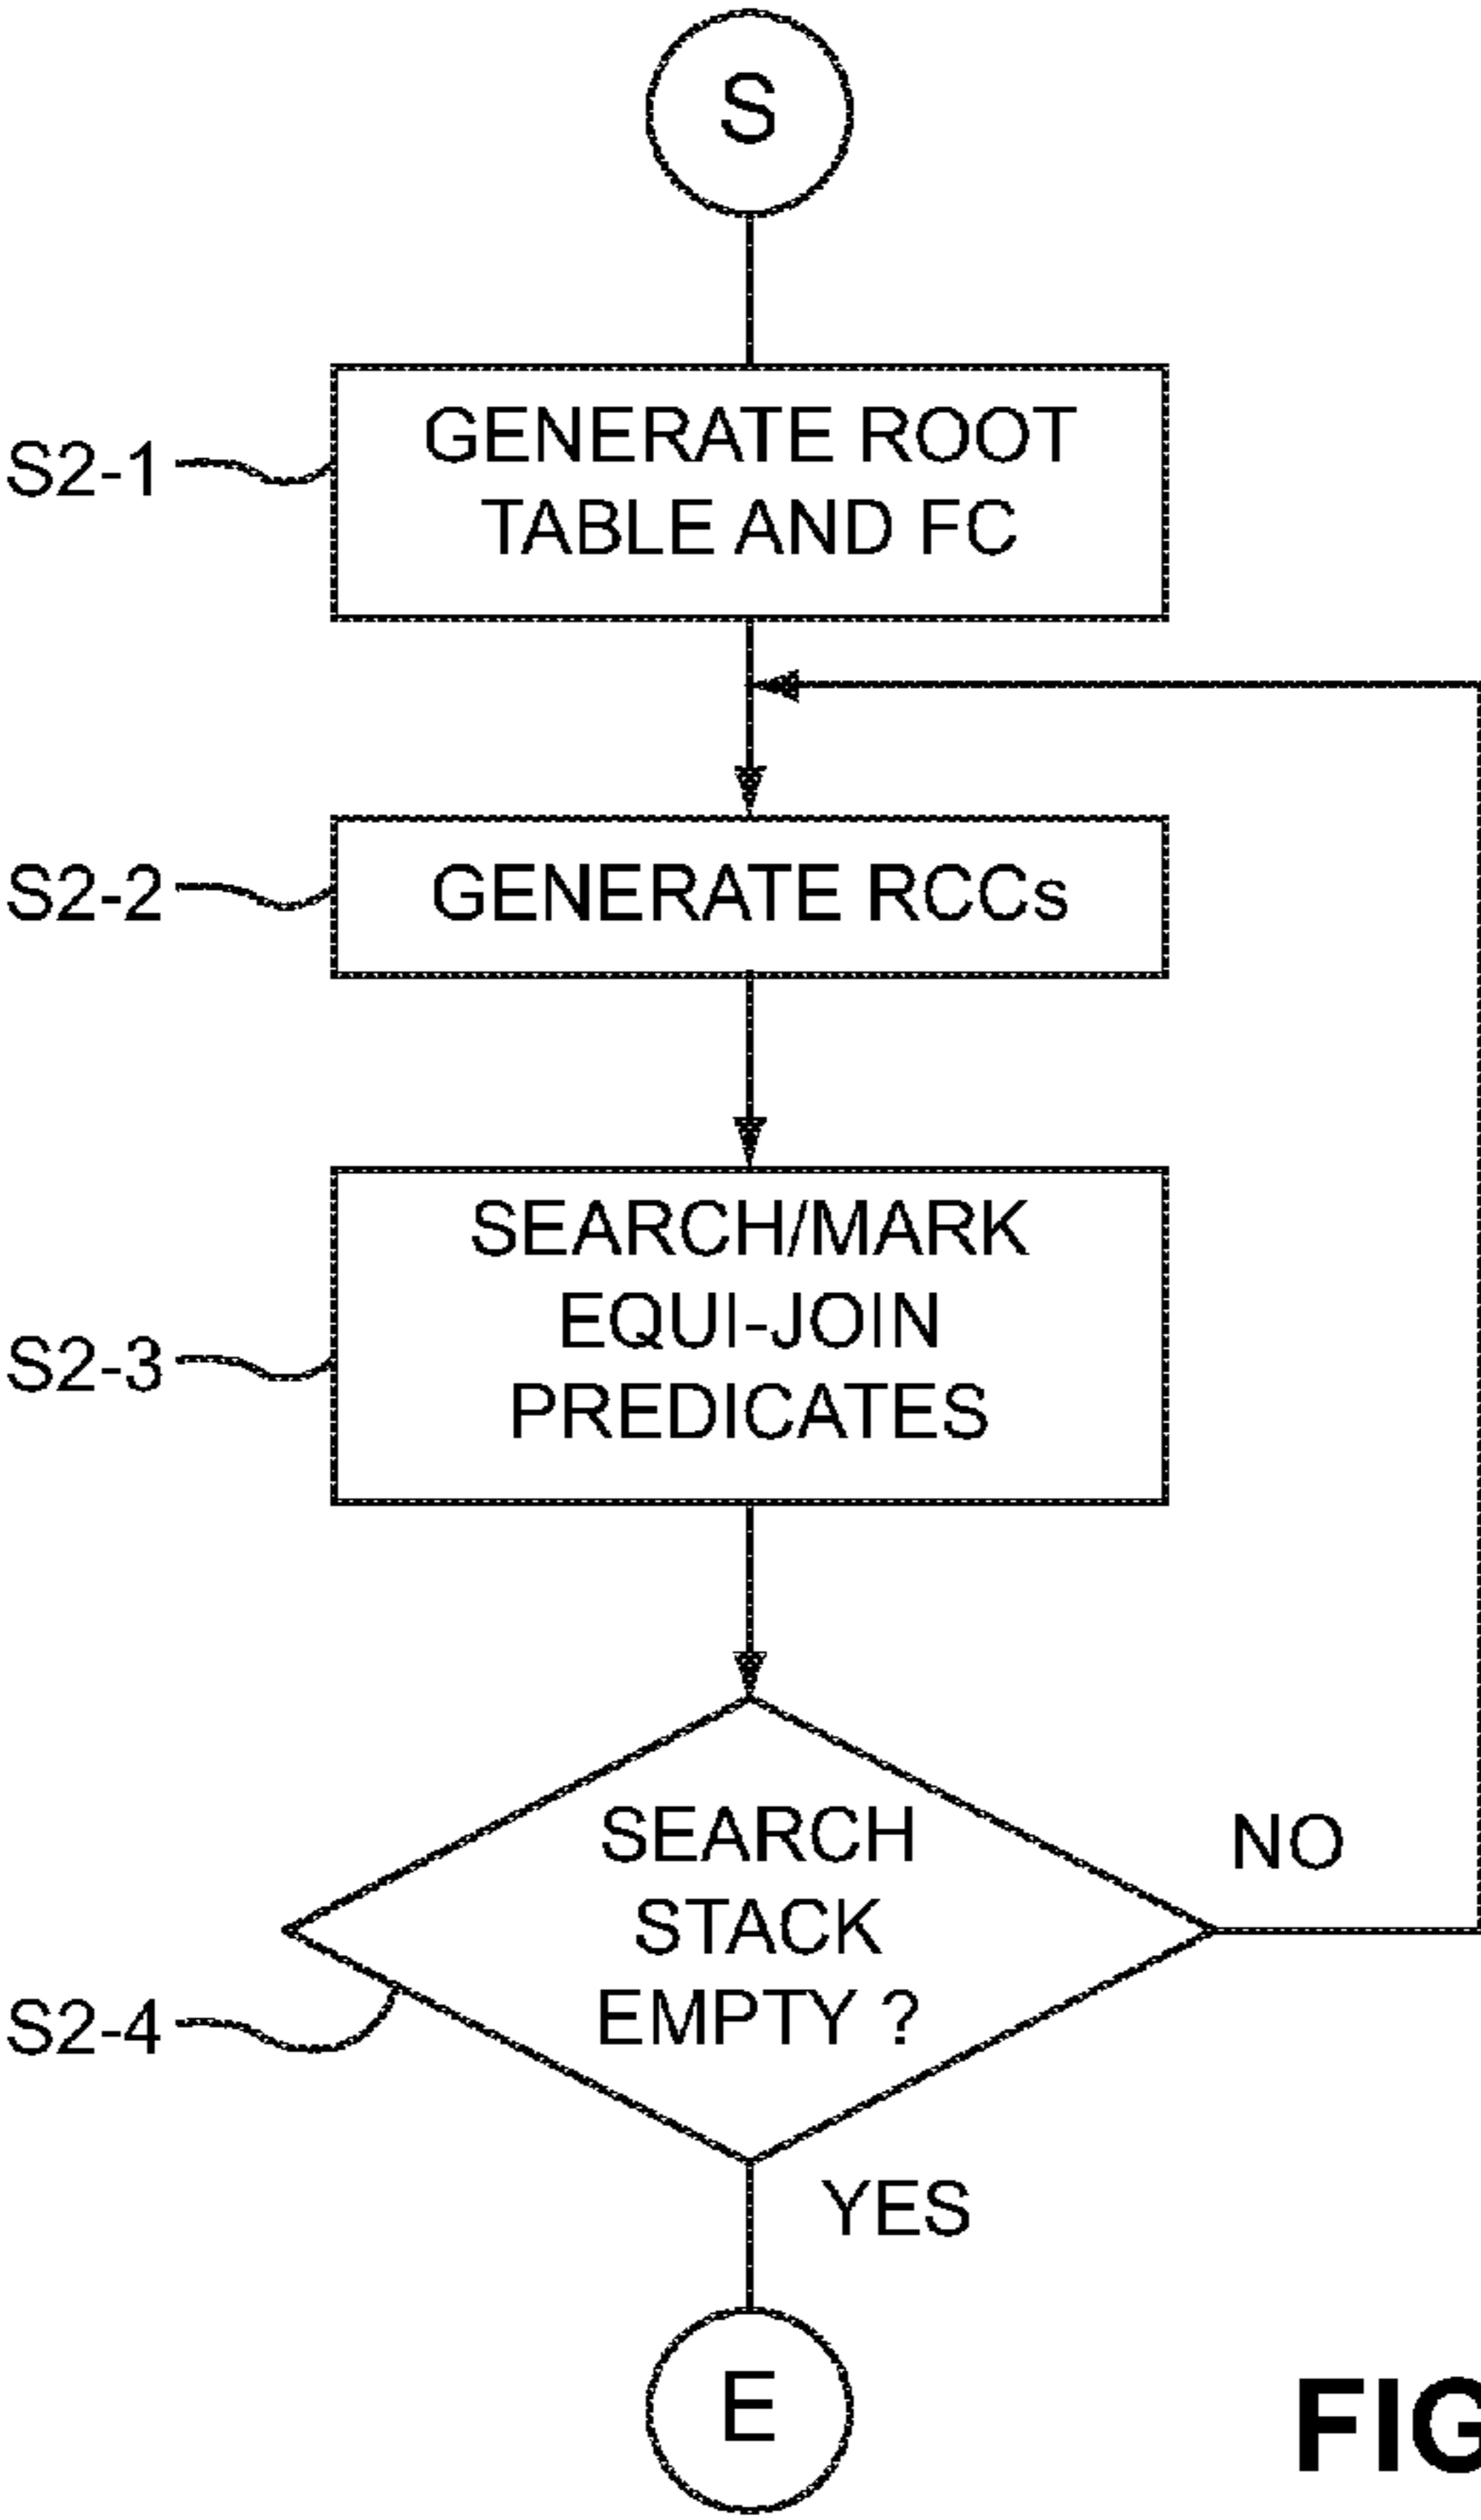 S
S2-1
GENERATE ROOT
TABLE AND FC
S2-2
GENERATE RCCs
S2-3
SEARCH/MARK
EQUI-JOIN
PREDICATES
SEARCH
STACK
EMPTY ?
NO
S2-4
YES
E
FIG